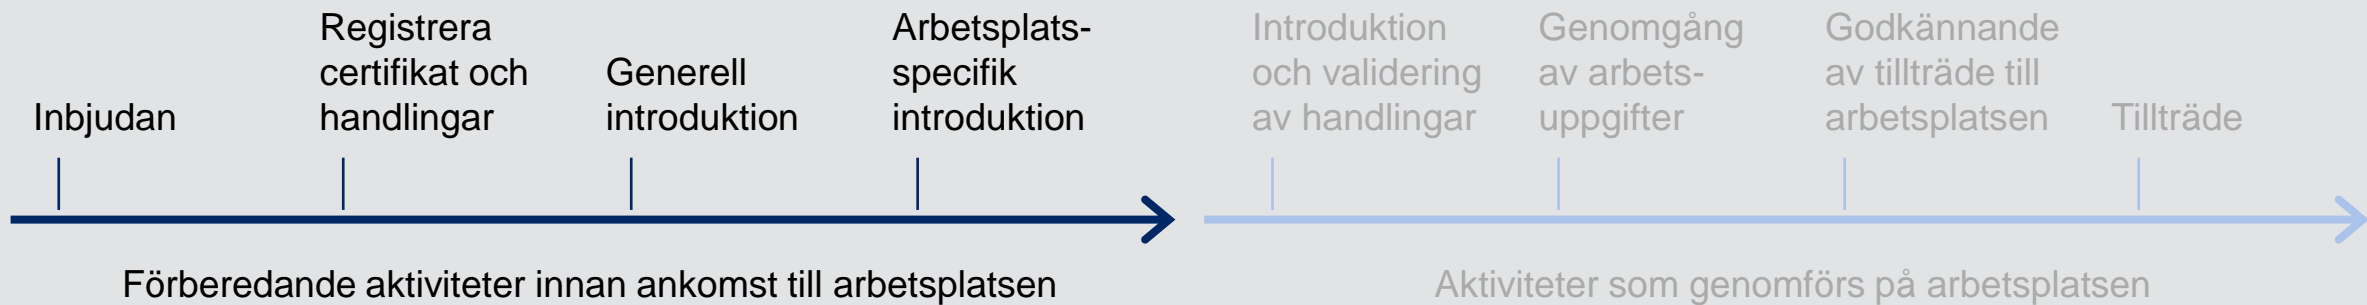 Inbjudan
Registrera
certifikat och
handlingar
Generell
introduktion
Arbetsplats-
specifik
introduktion
Introduktion
och validering
av handlingar
Genomgång
av arbets-
uppgifter
Godkännande
av tillträde till
arbetsplatsen
Tillträde
Förberedande aktiviteter innan ankomst till arbetsplatsen
Aktiviteter som genomförs på arbetsplatsen